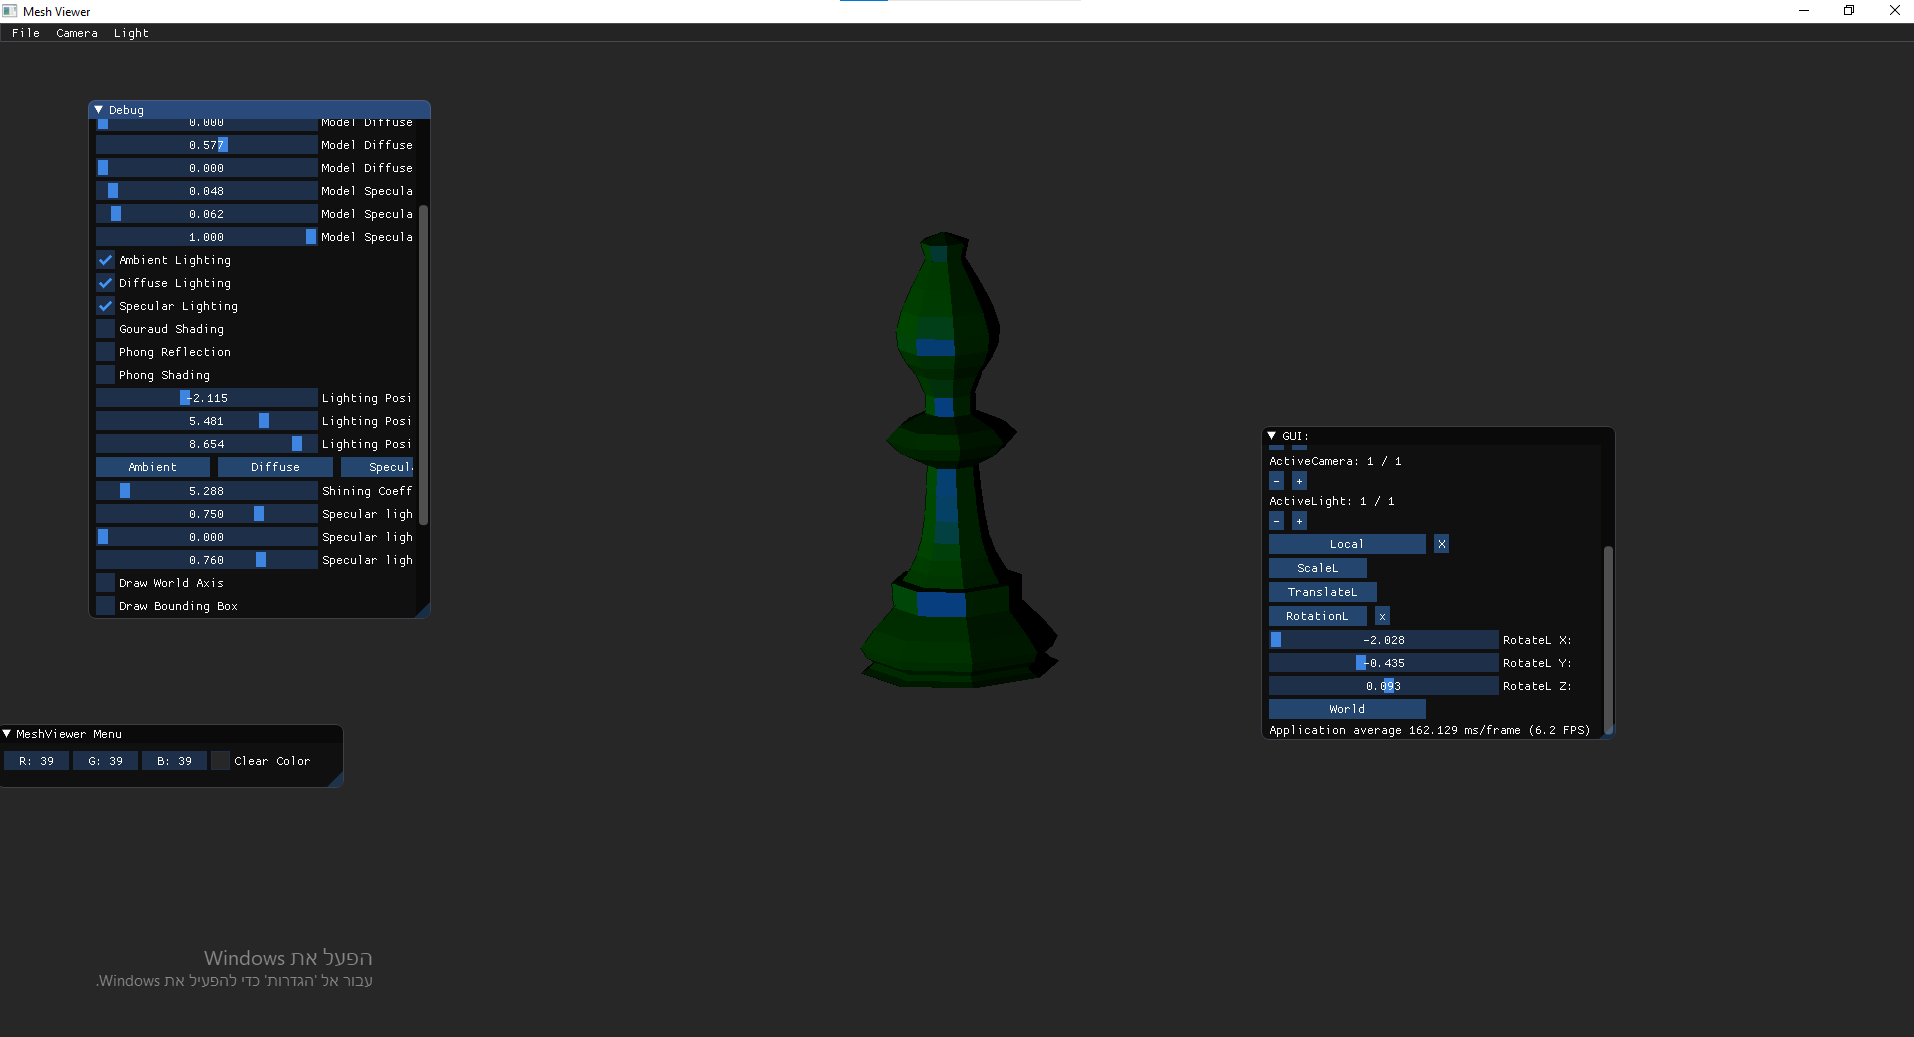 Mesh Viewer
File Camera Light
Debug
0.000 Model Diffuse
0.577 Model Diffuse
0.000 Model Diffuse
0.048 Model Specula
0.062 Model Specula
1.000 Model Specula
Ambient Lighting
Diffuse Lighting
Specular Lighting
Gouraud Shading
Phong Reflection
Phong Shading
-2.115 Lighting Posi
5.481 Lighting Posi
8.654 Lighting Posi
Ambient Diffuse Specul
5.288 Shining Coeff
0.750 Specular ligh
0.000 Specular ligh
0.760 Specular ligh
Draw World Axis
Draw Bounding Box
GUI:
ActiveCamera: 1 / 1
- +
ActiveLight: 1 / 1
- +
Local X
ScaleL
TranslateL
RotationL x
-2.028 RotateL X:
-0.435 RotateL Y:
0.093 RotateL Z:
World
Application average 162.129 ms/frame (6.2 FPS)
MeshViewer Menu
R: 39 G: 39 B: 39 Clear Color
הפעל את Windows
עבור אל 'הגדרות' כדי להפעיל את Windows.